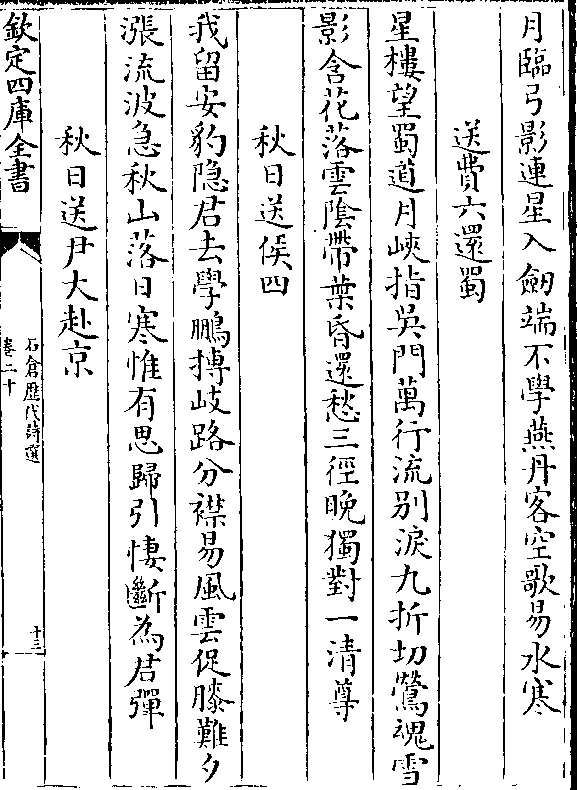 月臨弓影連星入劒端不學燕丹客空歌易水寒
送費六還蜀
星樓望蜀道月峽指吳門萬行流别淚九折切驚魂雪
影含花落雲陰帶葉昏還愁三徑晚獨對一清尊
秋日送侯四
我留安豹隐君去學鵬摶岐路分襟易風雲促膝難夕
漲流波急秋山落日寒惟有思歸引悽斷為君彈
秋日送尹大赴京
欽定四庫全書
石倉歷代詩選
卷二十
十三